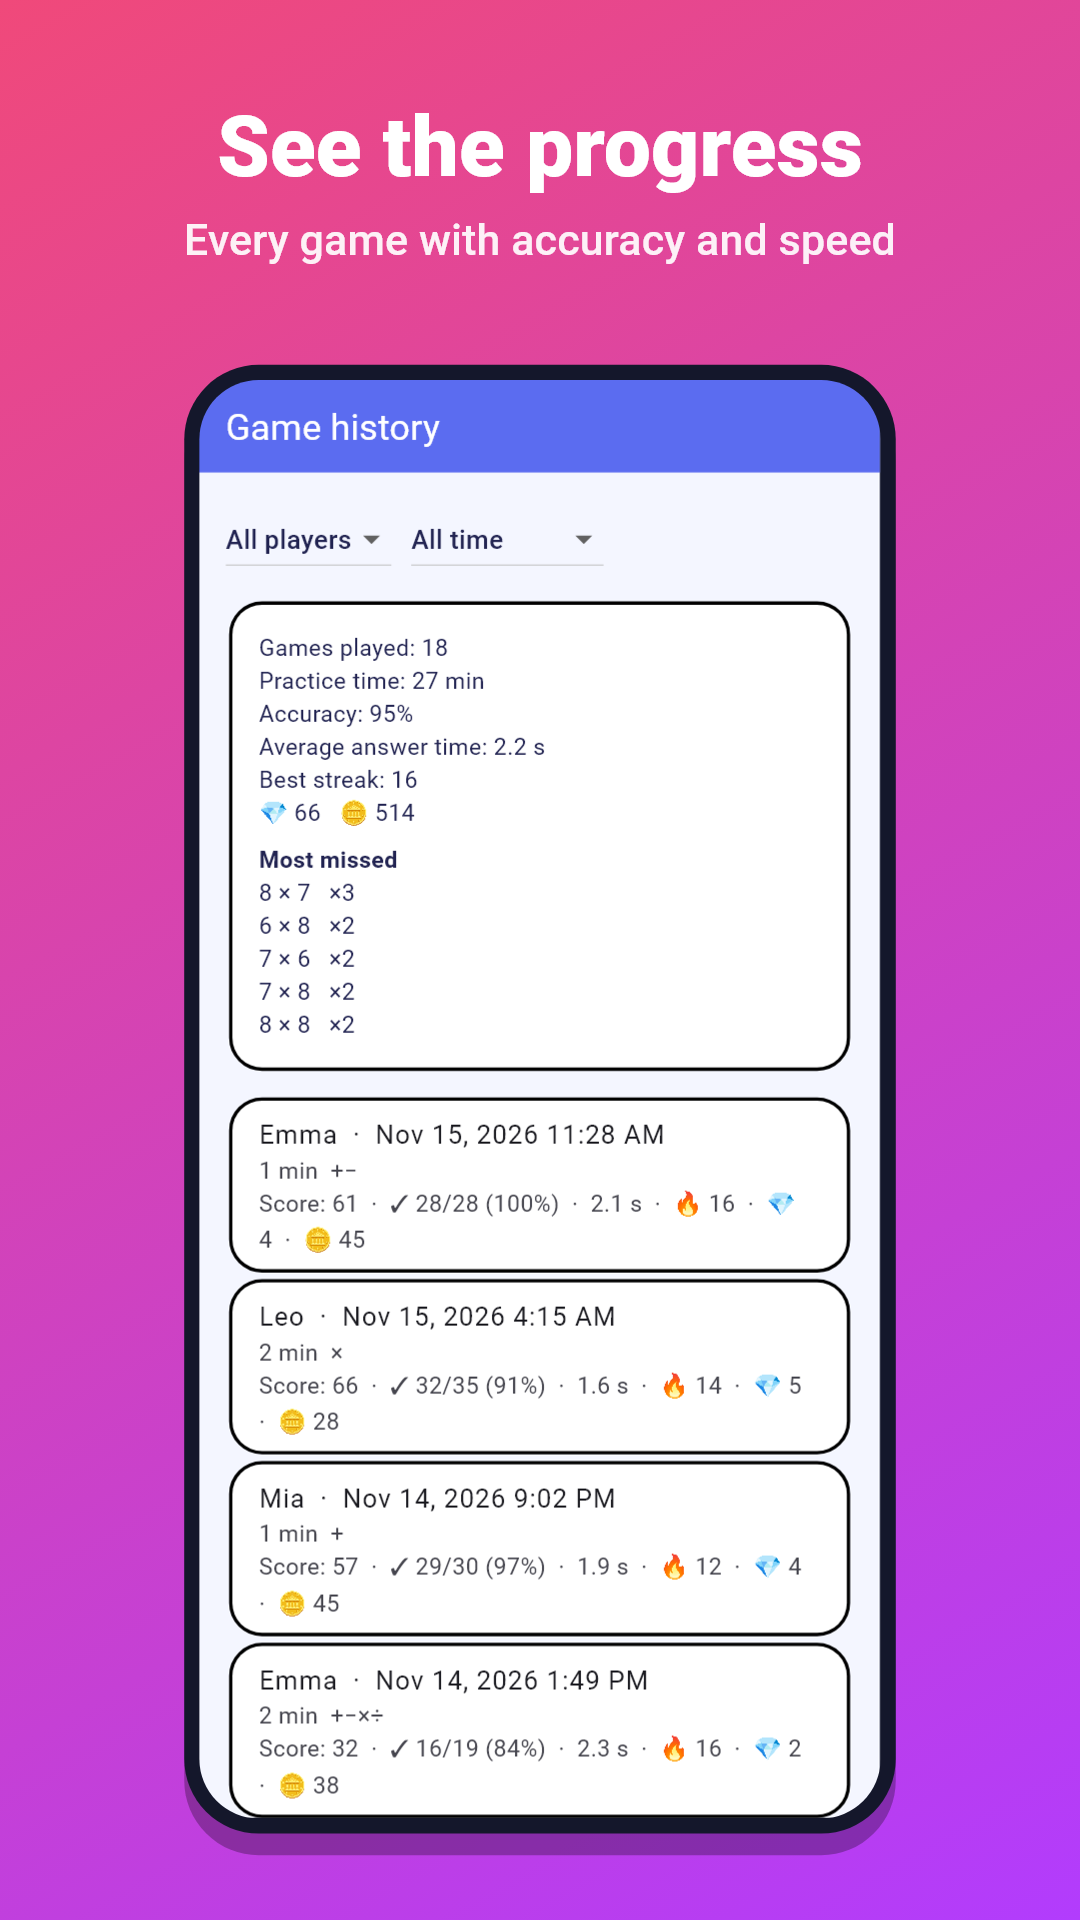 See the progress
Every game with accuracy and speed
Game history
All players All time
Games played: 18
Practice time: 27 min
Accuracy: 95%
Average answer time: 2.2 s
Best streak: 16
💎 66 🪙 514
Most missed
8 × 7 ×3
6 × 8 ×2
7 × 6 ×2
7 × 8 ×2
8 × 8 ×2
Emma · Nov 15, 2026 11:28 AM
1 min +−
Score: 61 · ✓ 28/28 (100%) · 2.1 s · 🔥 16 · 💎
4 · 🪙 45
Leo · Nov 15, 2026 4:15 AM
2 min ×
Score: 66 · ✓ 32/35 (91%) · 1.6 s · 🔥 14 · 💎 5
· 🪙 28
Mia · Nov 14, 2026 9:02 PM
1 min +
Score: 57 · ✓ 29/30 (97%) · 1.9 s · 🔥 12 · 💎 4
· 🪙 45
Emma · Nov 14, 2026 1:49 PM
2 min +−×÷
Score: 32 · ✓ 16/19 (84%) · 2.3 s · 🔥 16 · 💎 2
· 🪙 38